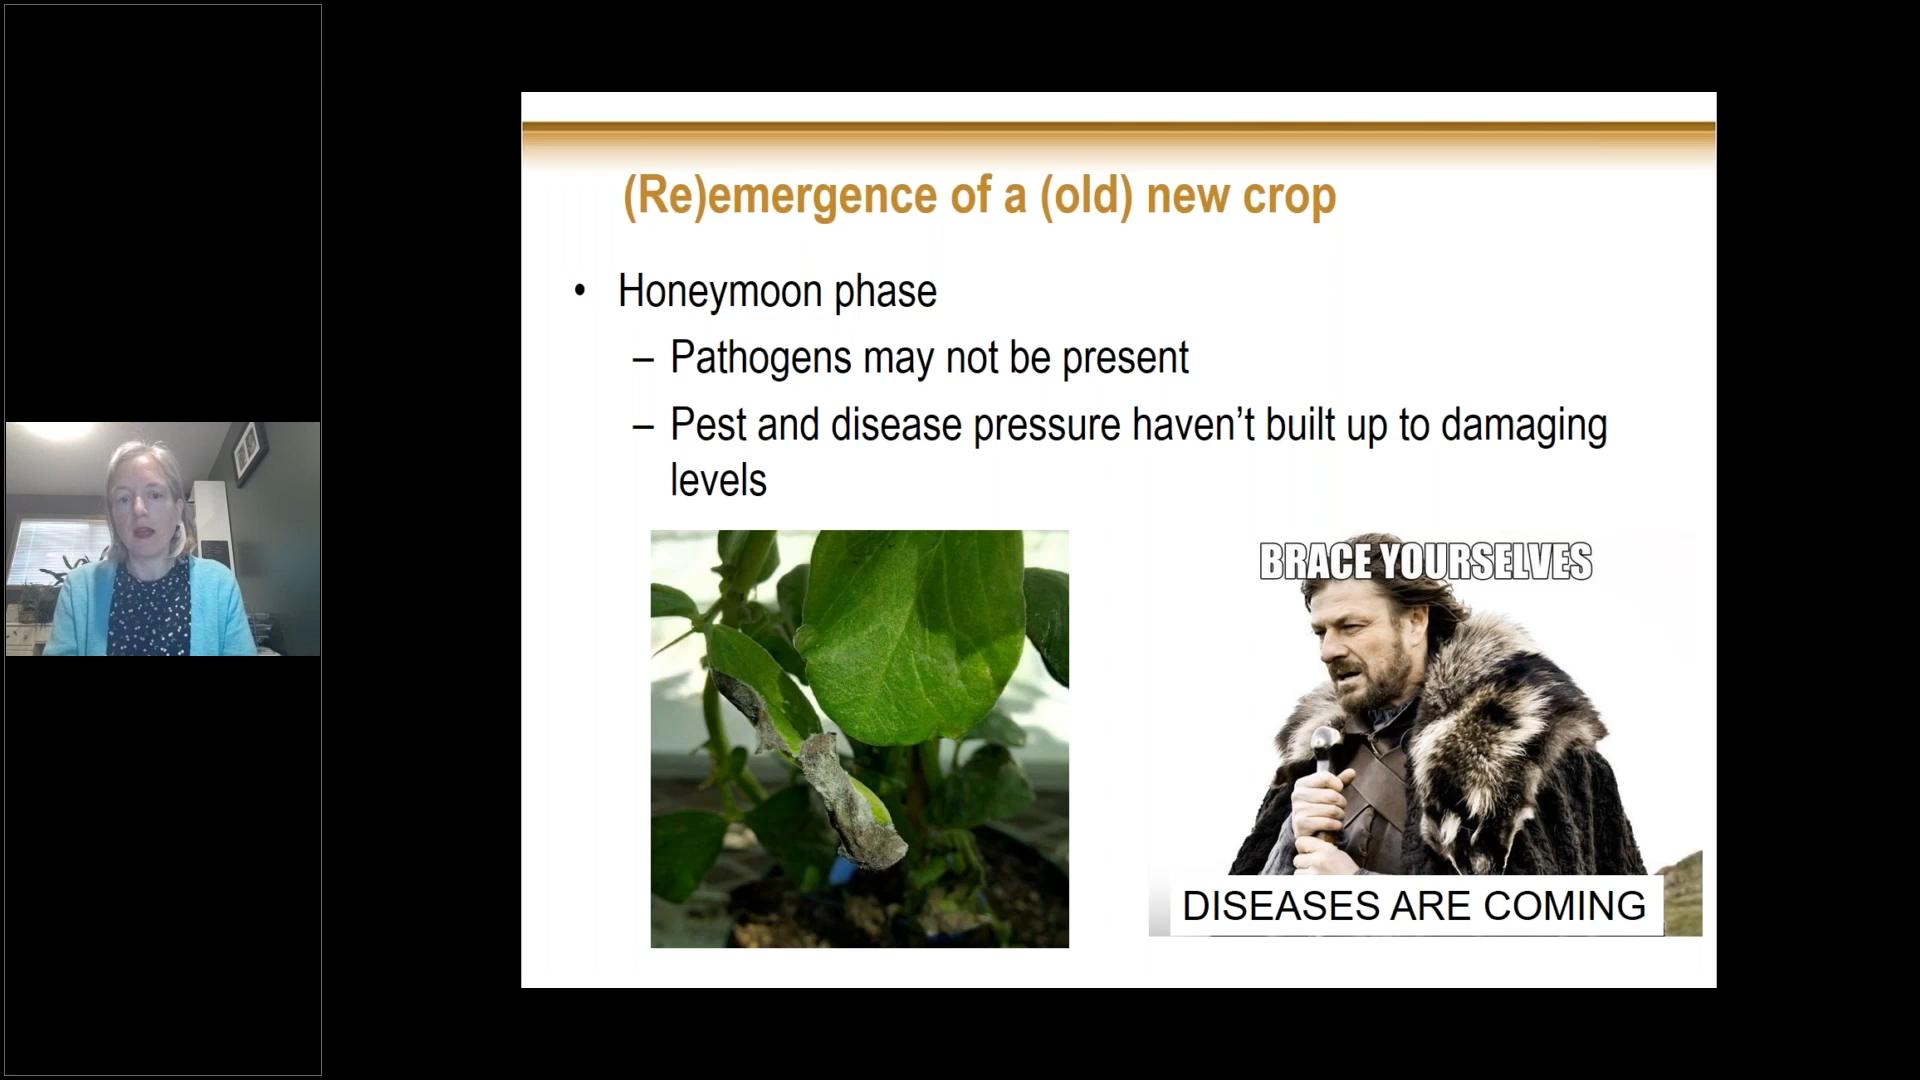 (Re)emergence of a (old) new crop
• Honeymoon phase
– Pathogens may not be present
– Pest and disease pressure haven’t built up to damaging
levels
BRACE YOURSELVES
DISEASES ARE COMING